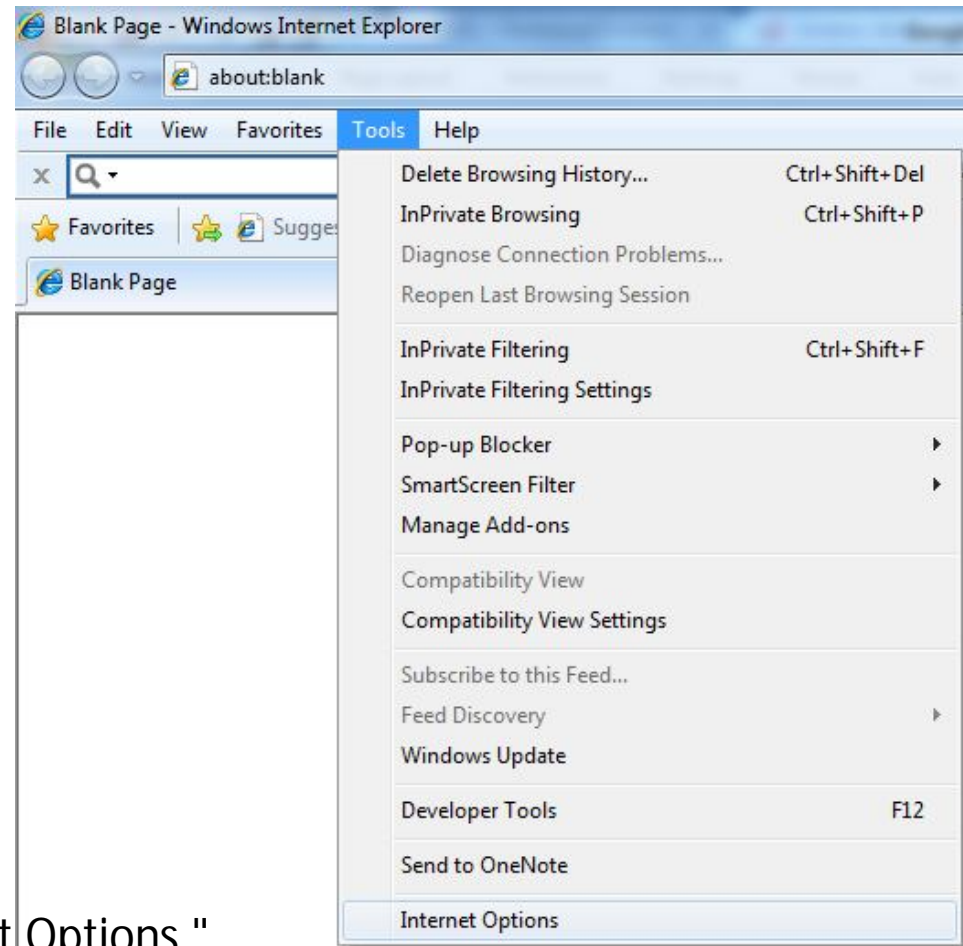 Blank Page - Windows Internet Explorer
about:blank
File Edit View Favorites Tools Help
x
Favorites Sugges
Blank Page
Delete Browsing History... Ctrl+Shift+Del
InPrivate Browsing Ctrl+Shift+P
Diagnose Connection Problems...
Reopen Last Browsing Session
InPrivate Filtering Ctrl+Shift+F
InPrivate Filtering Settings
Pop-up Blocker
SmartScreen Filter
Manage Add-ons
Compatibility View
Compatibility View Settings
Subscribe to this Feed...
Feed Discovery
Windows Update
Developer Tools F12
Send to OneNote
Internet Options
t Options."